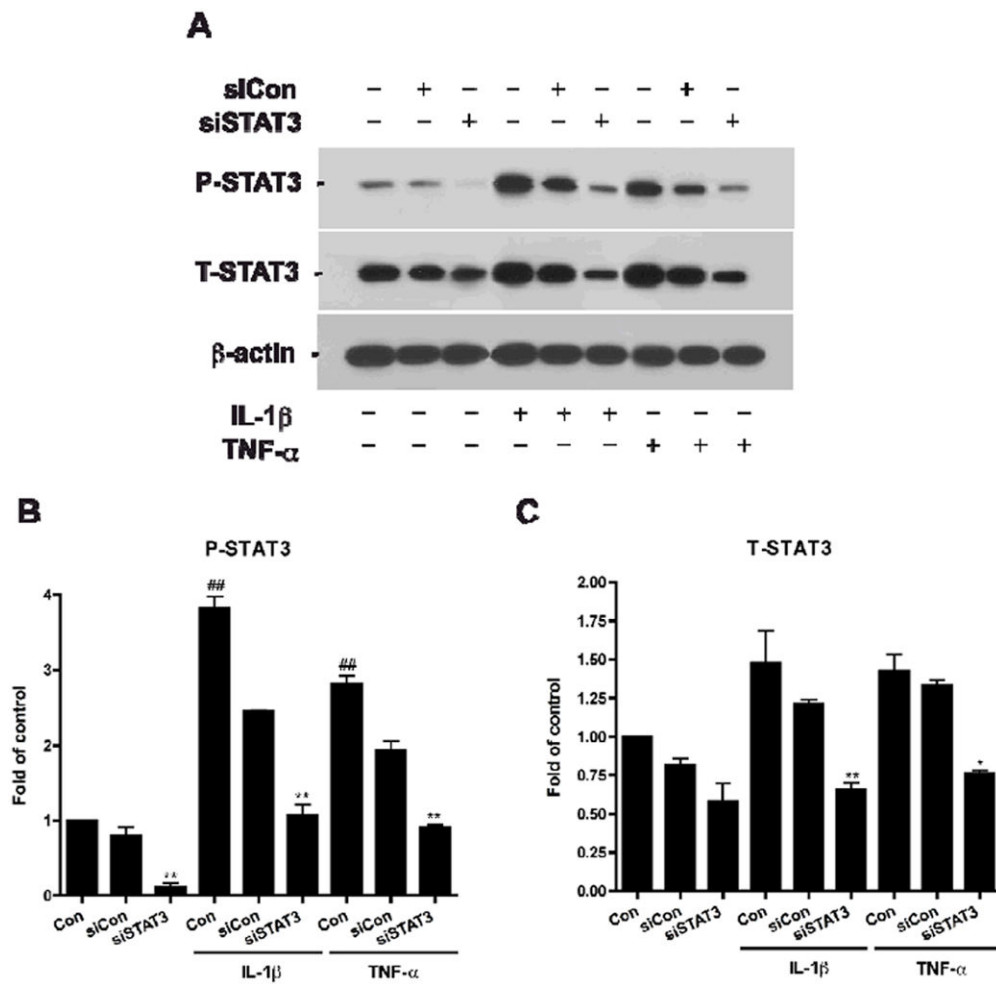 A
siCon − + − − + − − + −
siSTAT3 − − + − − + − − +
P-STAT3 -
T-STAT3 -
β-actin -
IL-1β − − − + + + − − −
TNF-α − − − − − − + + +
B
P-STAT3
Fold of control
4
3
2
1
0
##
##
**
**
**
Con siCon siSTAT3 Con siCon siSTAT3 Con siCon siSTAT3
IL-1β TNF-α
C
T-STAT3
Fold of control
2.00
1.75
1.50
1.25
1.00
0.75
0.50
0.25
0.00
**
*
Con siCon siSTAT3 Con siCon siSTAT3 Con siCon siSTAT3
IL-1β TNF-α